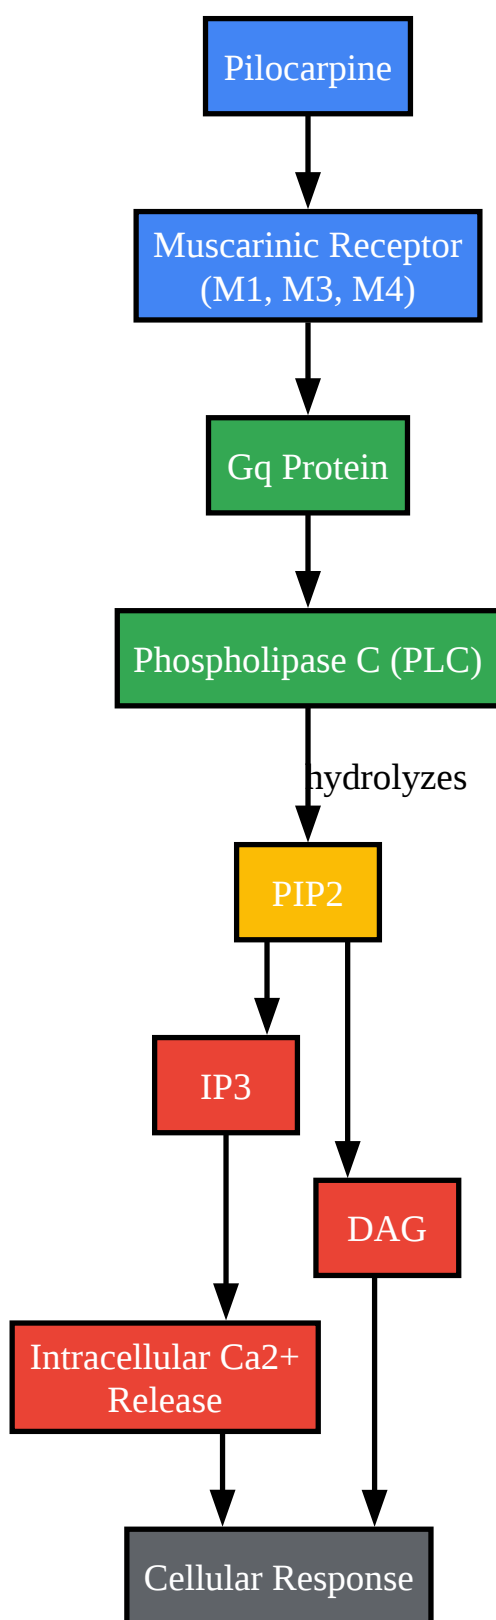 Pilocarpine
Muscarinic Receptor
(M1, M3, M4)
Gq Protein
Phospholipase C (PLC)
hydrolyzes
PIP2
IP3
DAG
Intracellular Ca2+
Release
Cellular Response